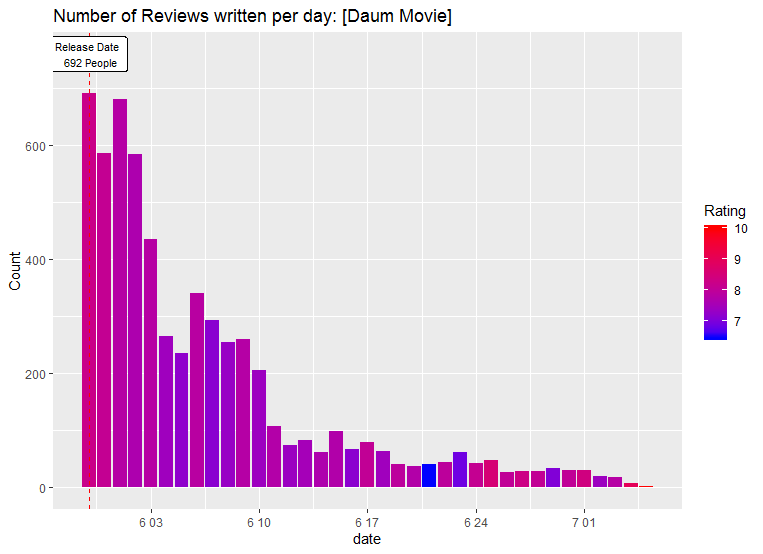 Number of Reviews written per day: [Daum Movie]
Release Date
692 People
600
400
200
0
Count
6 03
6 10
6 17
6 24
7 01
date
Rating
10
9
8
7